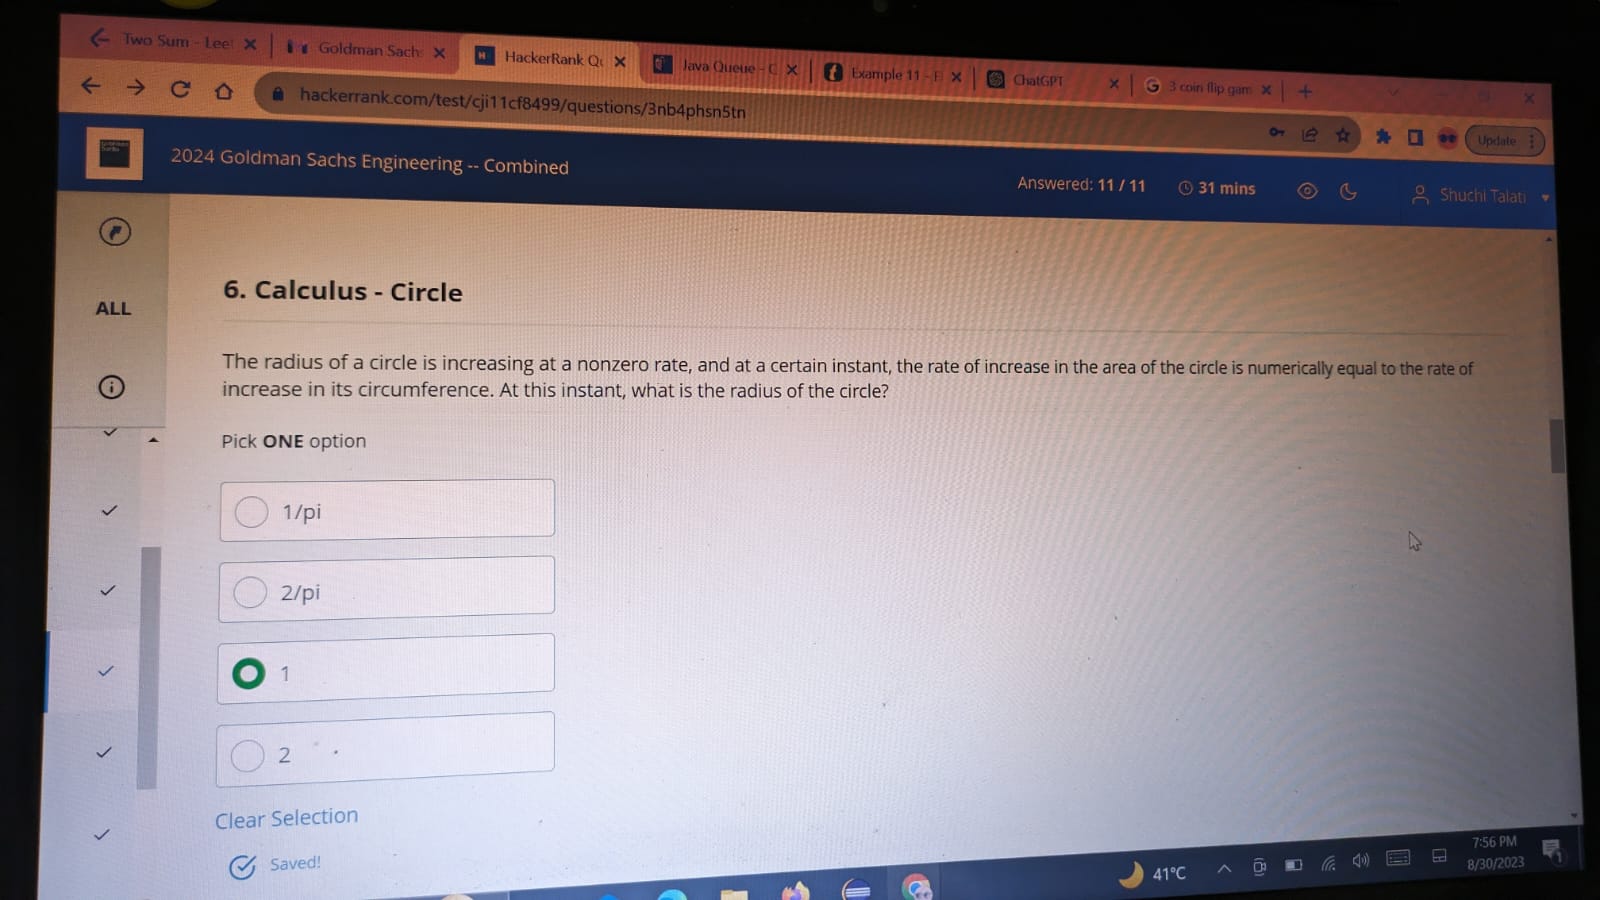 Two Sum - Lee
Goldman Sachs
HackerRank Qu
Java Queue - C
Example 11 - F
ChatGPT
3 coin flip gam
hackerrank.com/test/cji11cf8499/questions/3nb4phsn5tn
Update
2024 Goldman Sachs Engineering -- Combined
Answered: 11 / 11
31 mins
Shuchi Talati
ALL
6. Calculus - Circle
The radius of a circle is increasing at a nonzero rate, and at a certain instant, the rate of increase in the area of the circle is numerically equal to the rate of
increase in its circumference. At this instant, what is the radius of the circle?
Pick ONE option
1/pi
2/pi
1
2
Clear Selection
Saved!
41°C
7:56 PM
8/30/2023
1